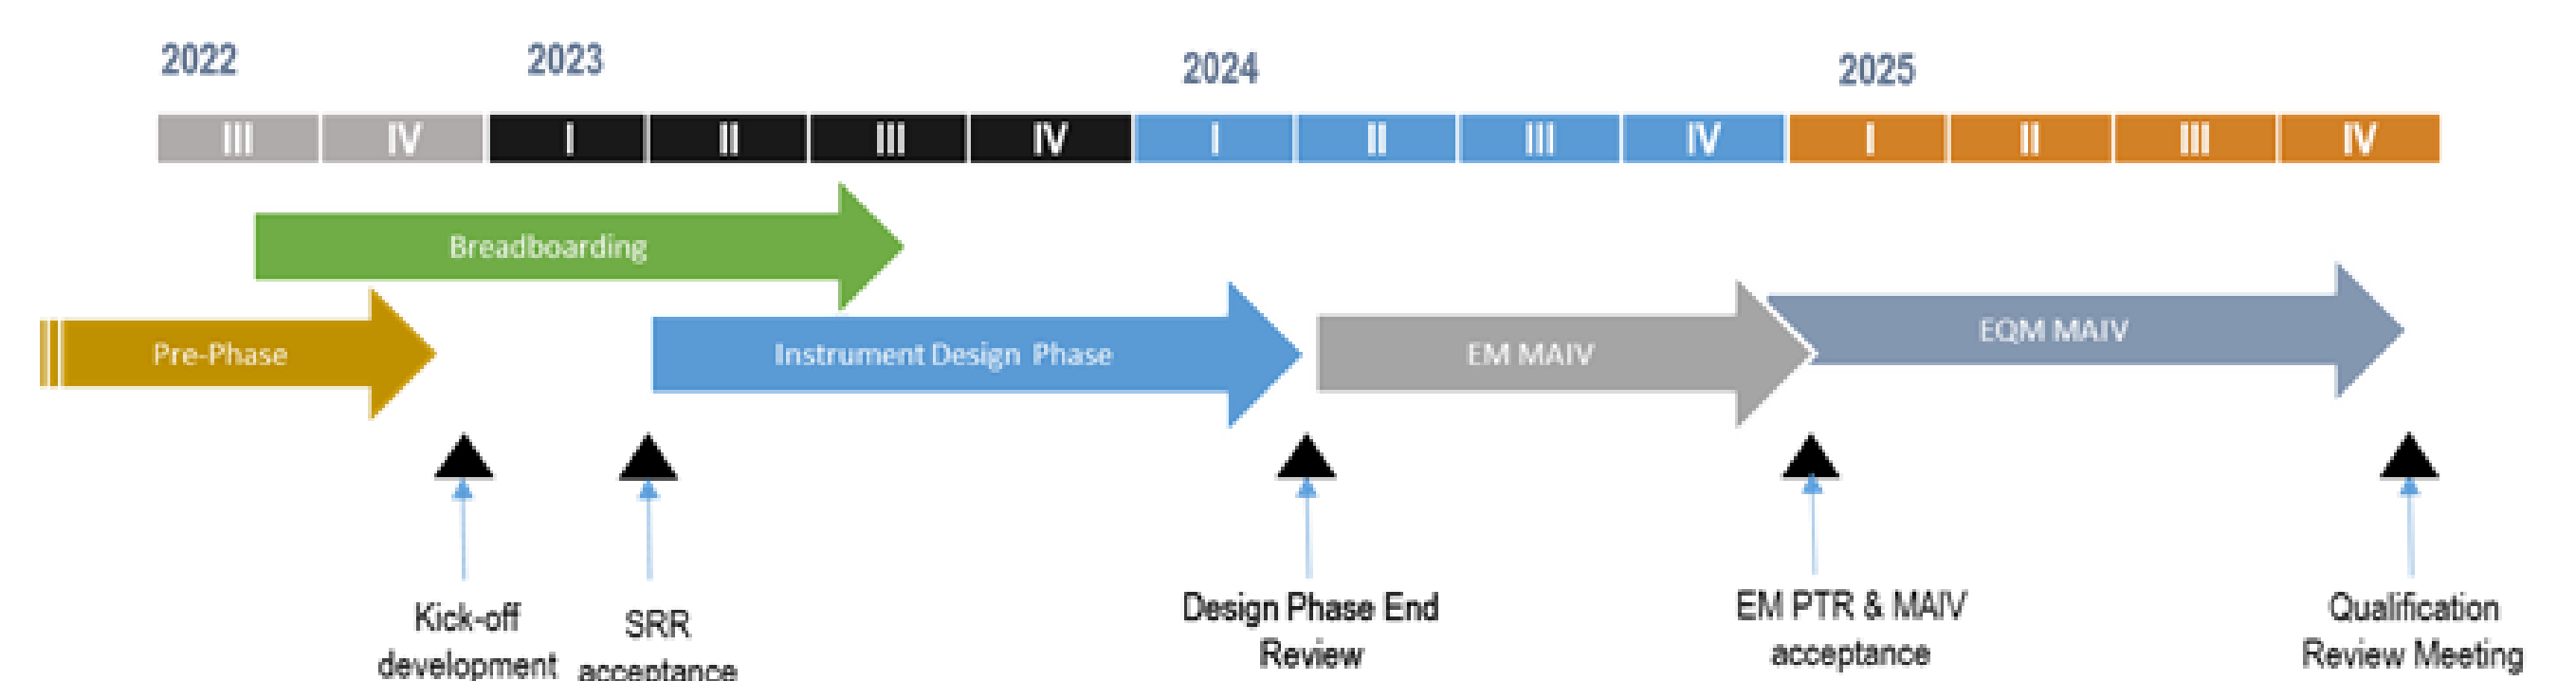 2022 2023 2024 2025
III IV I II III IV I II III IV I II III IV
Breadboarding
Pre-Phase
Instrument Design Phase
EM MAIV
EQM MAIV
Kick-off
development
SRR
acceptance
Design Phase End
Review
EM PTR & MAIV
acceptance
Qualification
Review Meeting